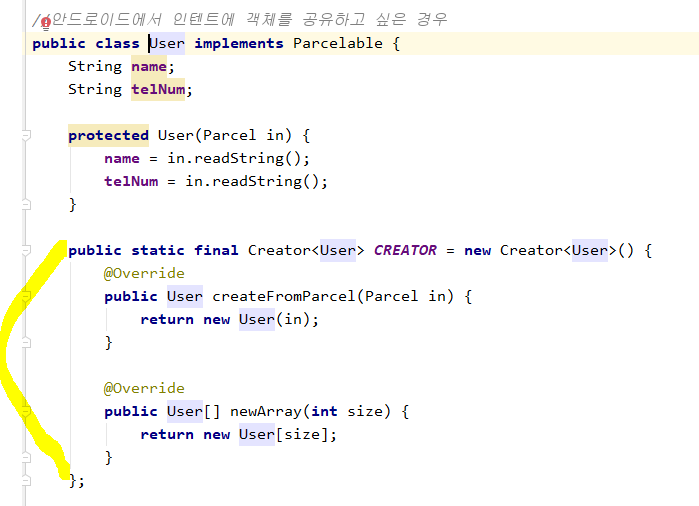 //안드로이드에서 인텐트에 객체를 공유하고 싶은 경우
public class User implements Parcelable {
String name;
String telNum;
protected User(Parcel in) {
name = in.readString();
telNum = in.readString();
}
public static final Creator<User> CREATOR = new Creator<User>() {
@Override
public User createFromParcel(Parcel in) {
return new User(in);
}
@Override
public User[] newArray(int size) {
return new User[size];
}
};